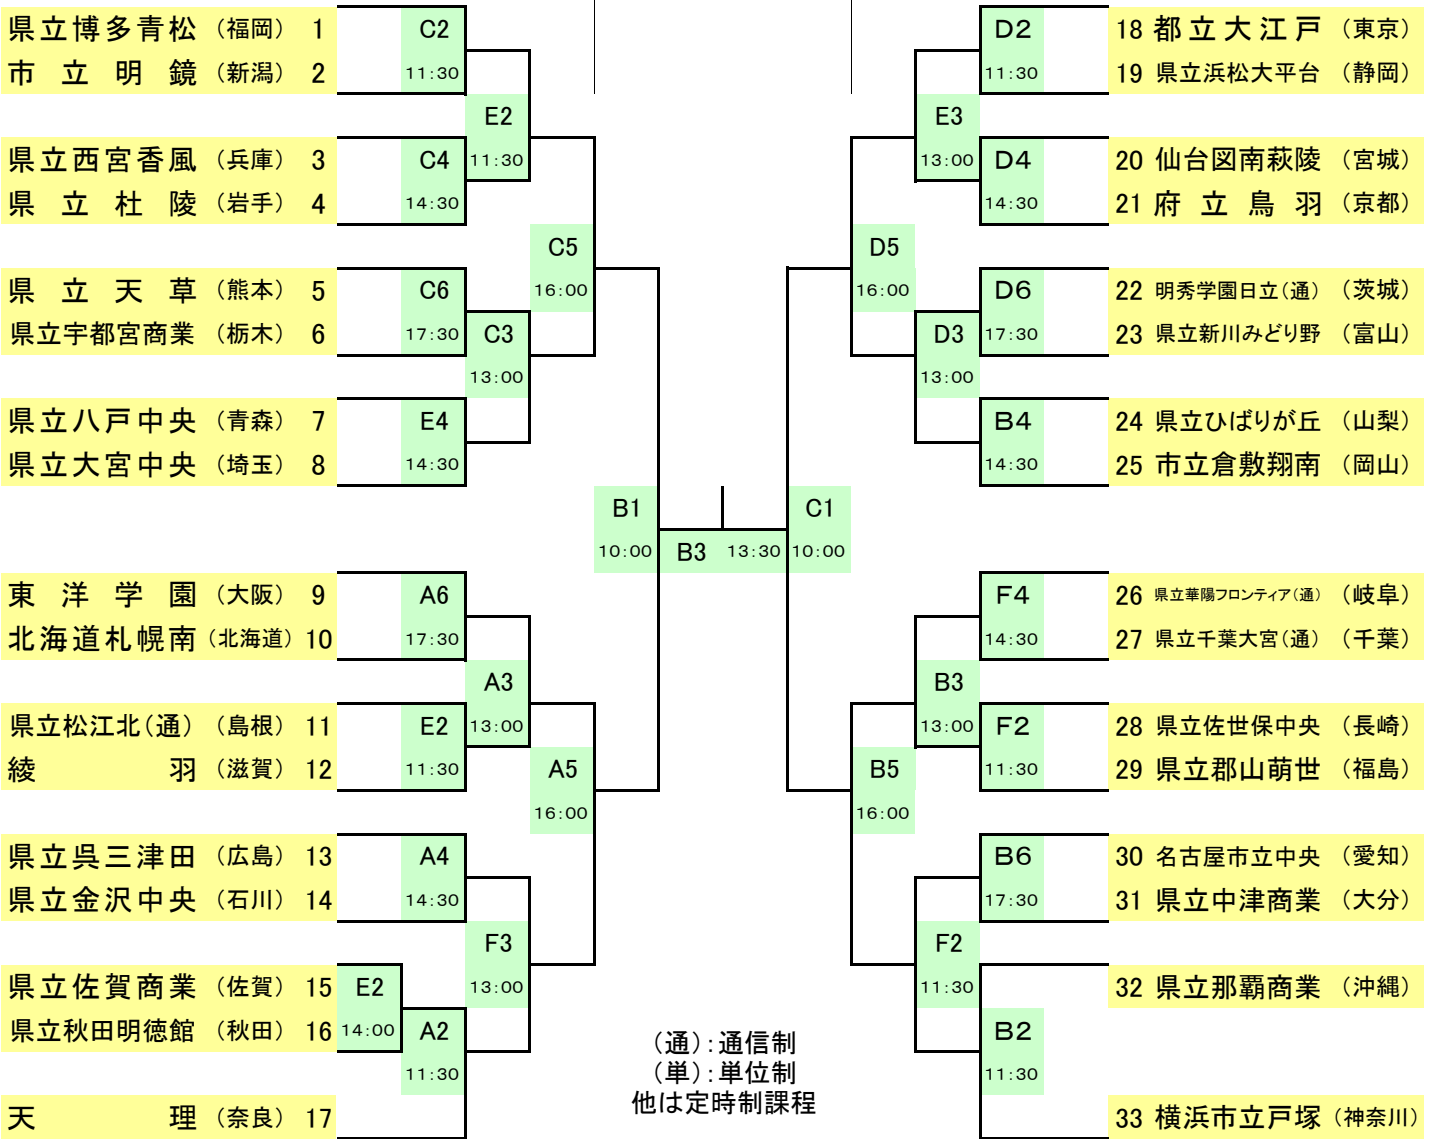 県立博多青松 （福岡） 1
市立明鏡 （新潟） 2
C2
11:30
E2
11:30
県立西宮香風 （兵庫） 3
県立杜陵 （岩手） 4
C4
14:30
C5
16:00
県立天草 （熊本） 5
県立宇都宮商業 （栃木） 6
C6
17:30
C3
13:00
県立八戸中央 （青森） 7
県立大宮中央 （埼玉） 8
E4
14:30
B1
10:00
東洋学園 （大阪） 9
北海道札幌南 （北海道） 10
A6
17:30
A3
13:00
県立松江北（通） （島根） 11
綾羽 （滋賀） 12
E2
11:30
A5
16:00
県立呉三津田 （広島） 13
県立金沢中央 （石川） 14
A4
14:30
F3
13:00
県立佐賀商業 （佐賀） 15
県立秋田明徳館 （秋田） 16
E2
14:00
A2
11:30
天理 （奈良） 17
B3 13:30
C1
10:00
D2
11:30
18 都立大江戸 （東京）
19 県立浜松大平台 （静岡）
E3
13:00
D4
14:30
20 仙台図南萩陵 （宮城）
21 府立鳥羽 （京都）
D5
16:00
D6
17:30
22 明秀学園日立（通） （茨城）
23 県立新川みどり野 （富山）
D3
13:00
B4
14:30
24 県立ひばりが丘 （山梨）
25 市立倉敷翔南 （岡山）
F4
14:30
26 県立華陽フロンティア（通） （岐阜）
27 県立千葉大宮（通） （千葉）
B3
13:00
F2
11:30
28 県立佐世保中央 （長崎）
29 県立郡山萌世 （福島）
B5
16:00
B6
17:30
30 名古屋市立中央 （愛知）
31 県立中津商業 （大分）
F2
11:30
32 県立那覇商業 （沖縄）
B2
11:30
33 横浜市立戸塚 （神奈川）
（通）：通信制
（単）：単位制
他は定時制課程